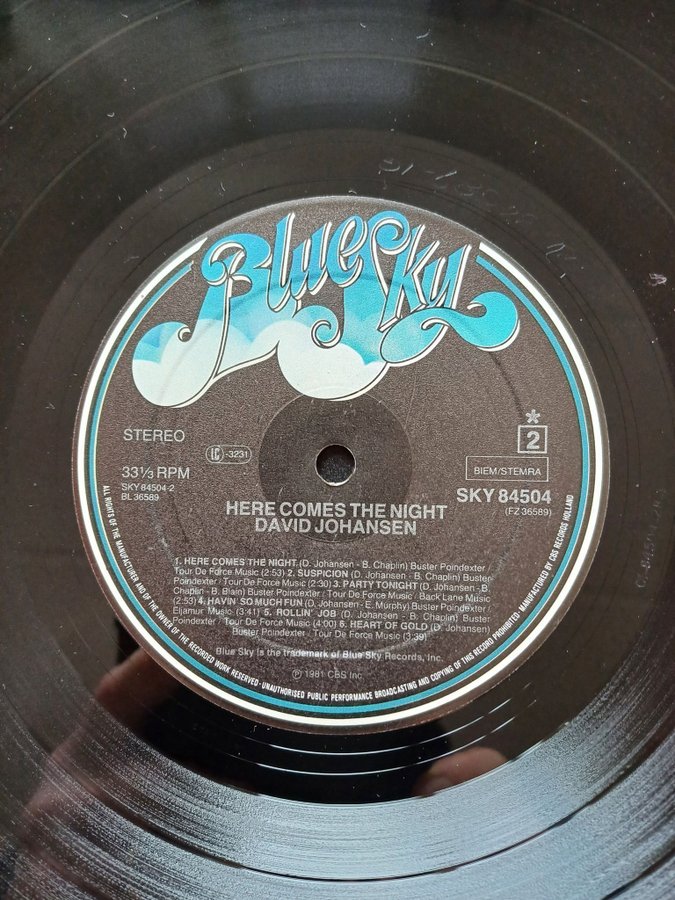 Blue Sky
STEREO
LC -3231
*
2
33⅓ RPM
BIEM/STEMRA
SKY 84504-2
BL 36589
SKY 84504
(FZ 36589)
HERE COMES THE NIGHT
DAVID JOHANSEN
1. HERE COMES THE NIGHT (D. Johansen - B. Chaplin) Buster Poindexter /
Tour De Force Music (2:53) 2. SUSPICION (D. Johansen - B. Chaplin) Buster
Poindexter / Tour De Force Music (2:30) 3. PARTY TONIGHT (D. Johansen - B.
Chaplin - B. Blain) Buster Poindexter / Tour De Force Music - Back Lane Music
(2:53) 4. HAVIN' SO MUCH FUN (D. Johansen - E. Murphy) Buster Poindexter /
Eljamur Music (3:41) 5. ROLLIN' JOB (D. Johansen - B. Chaplin) Buster
Poindexter / Tour De Force Music (4:00) 6. HEART OF GOLD (D. Johansen)
Buster Poindexter / Tour De Force Music (3:39)
Blue Sky is the trademark of Blue Sky Records, Inc.
℗ 1981 CBS Inc.
ALL RIGHTS OF THE MANUFACTURER AND OF THE OWNER OF THE RECORDED WORK RESERVED · UNAUTHORISED PUBLIC PERFORMANCE BROADCASTING AND COPYING OF THIS RECORD PROHIBITED · MANUFACTURED BY CBS RECORDS HOLLAND